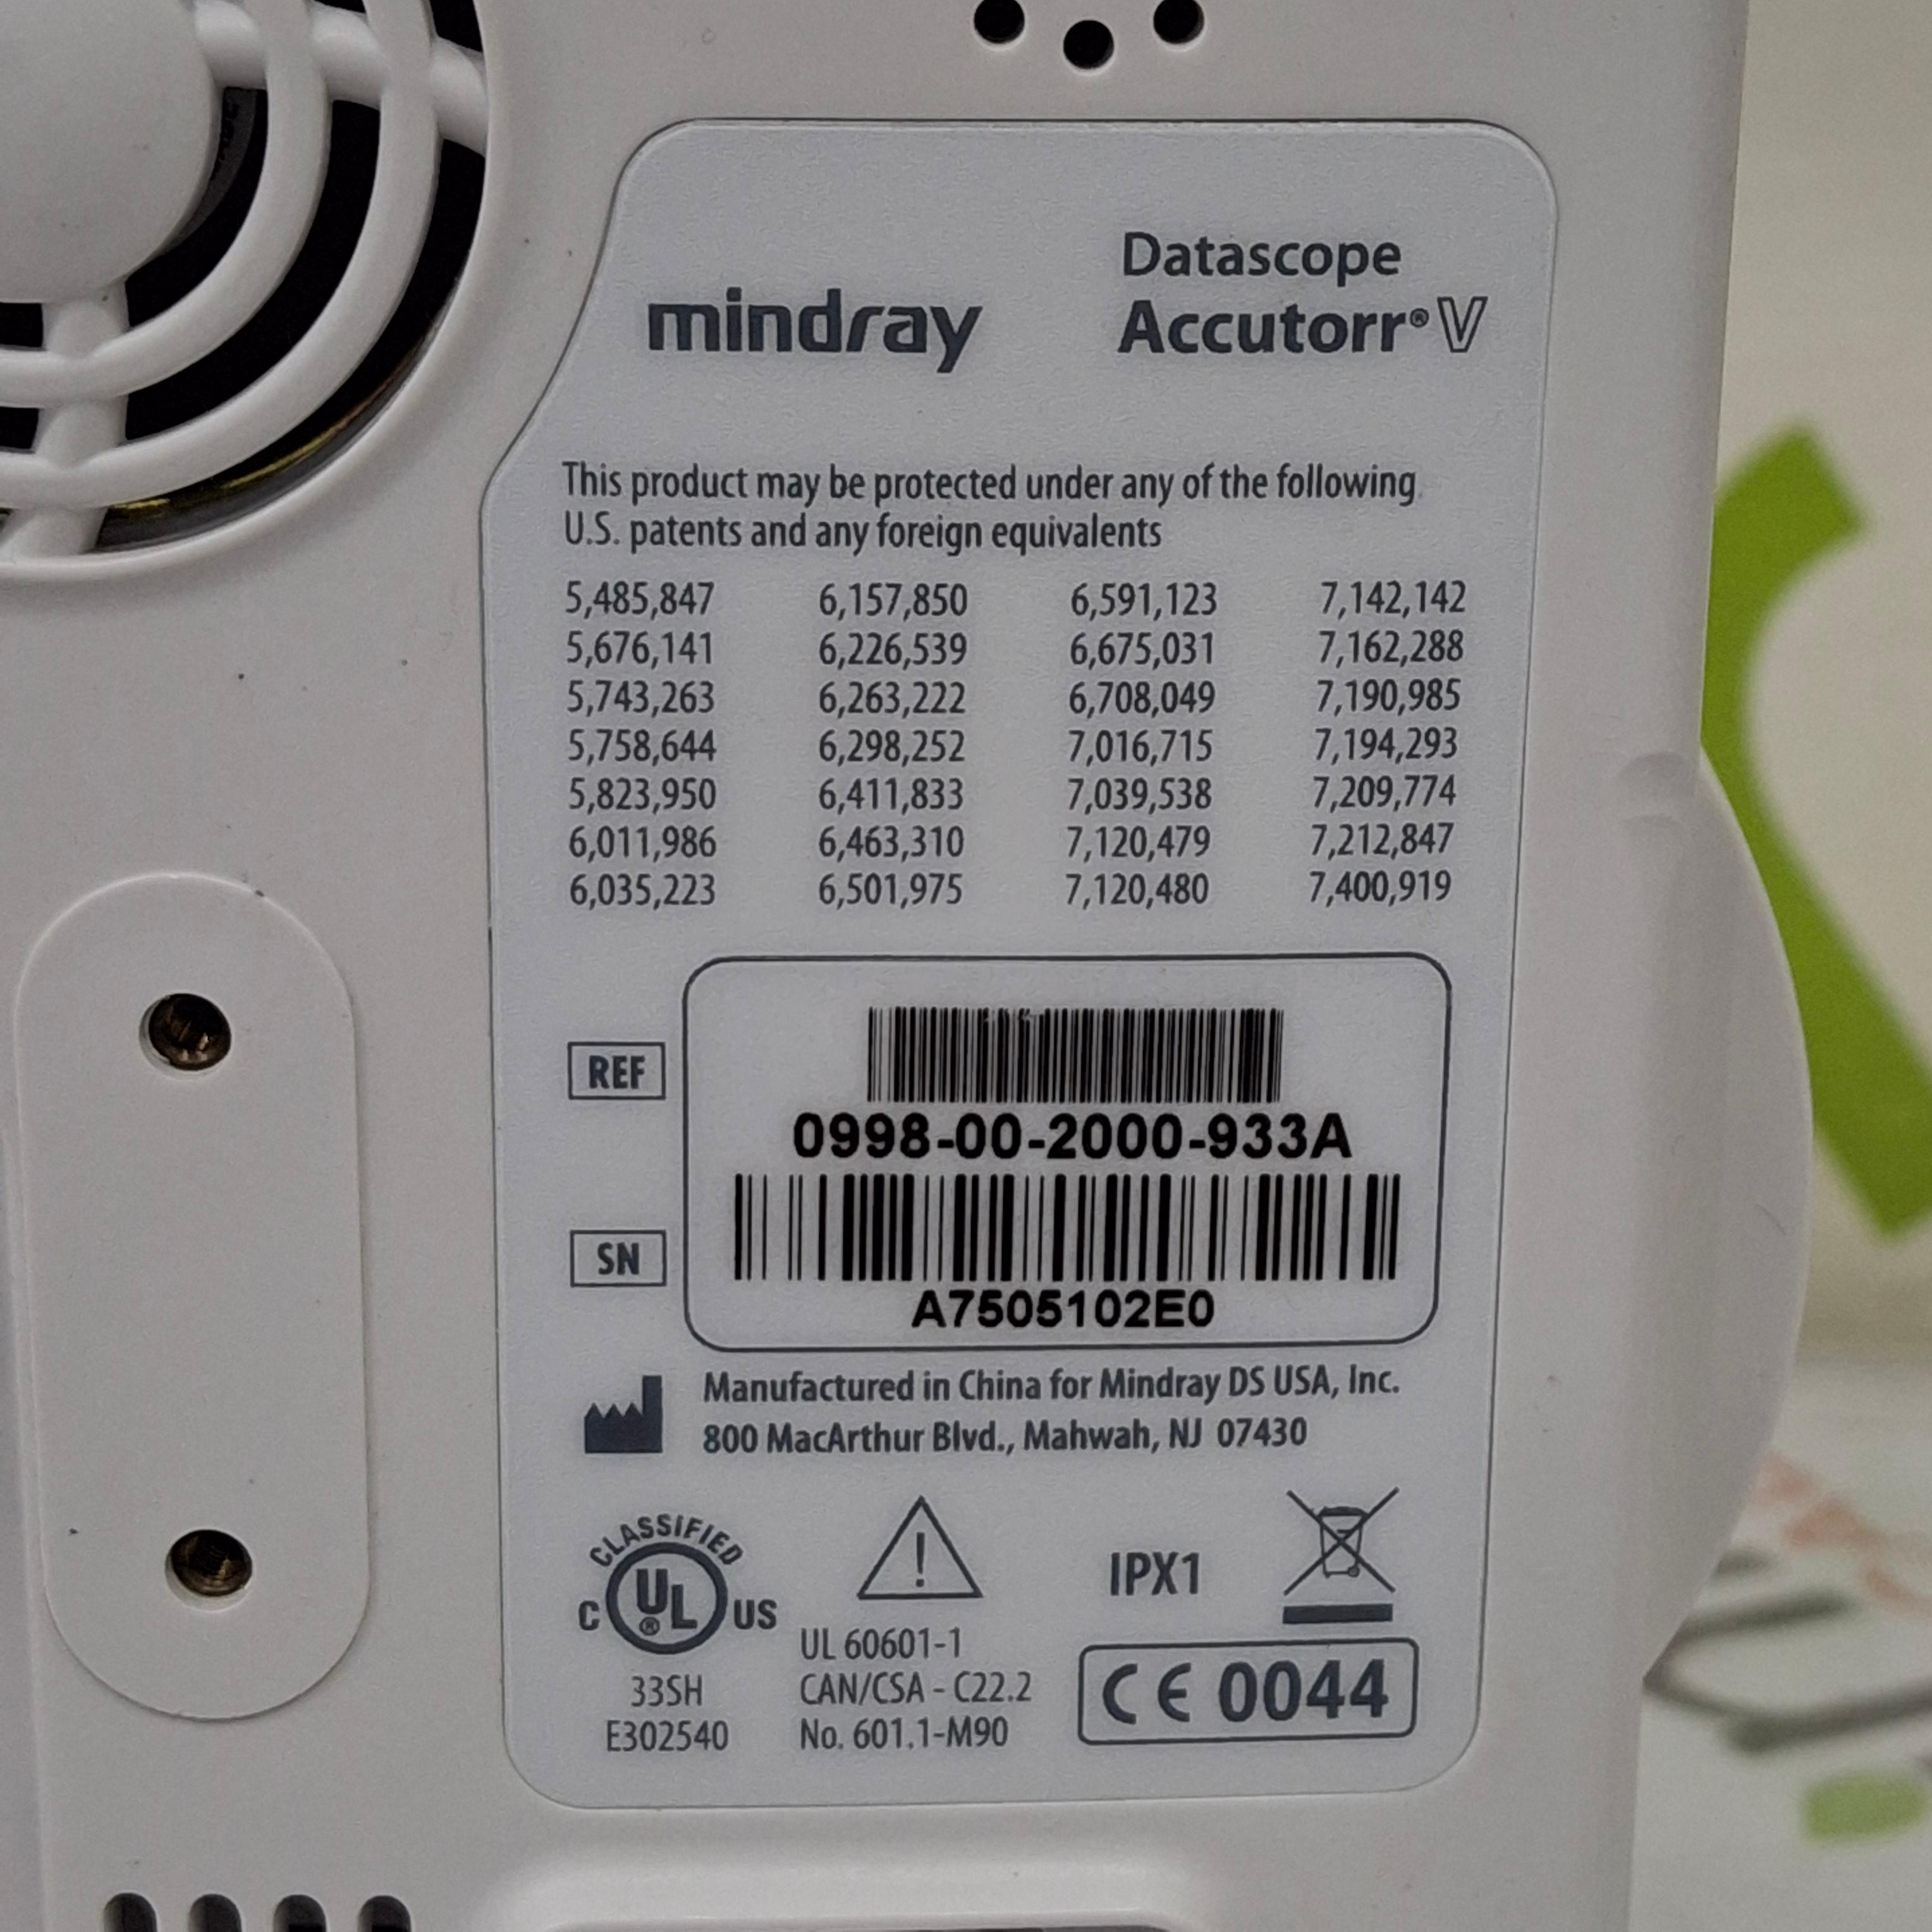 mindray
Datascope
Accutorr® V
This product may be protected under any of the following
U.S. patents and any foreign equivalents
5,485,847 6,157,850 6,591,123 7,142,142
5,676,141 6,226,539 6,675,031 7,162,288
5,743,263 6,263,222 6,708,049 7,190,985
5,758,644 6,298,252 7,016,715 7,194,293
5,823,950 6,411,833 7,039,538 7,209,774
6,011,986 6,463,310 7,120,479 7,212,847
6,035,223 6,501,975 7,120,480 7,400,919
REF
0998-00-2000-933A
SN
A7505102E0
Manufactured in China for Mindray DS USA, Inc.
800 MacArthur Blvd., Mahwah, NJ 07430
CLASSIFIED
C UL® US
33SH
E302540
UL 60601-1
CAN/CSA - C22.2
No. 601.1-M90
IPX1
CE 0044